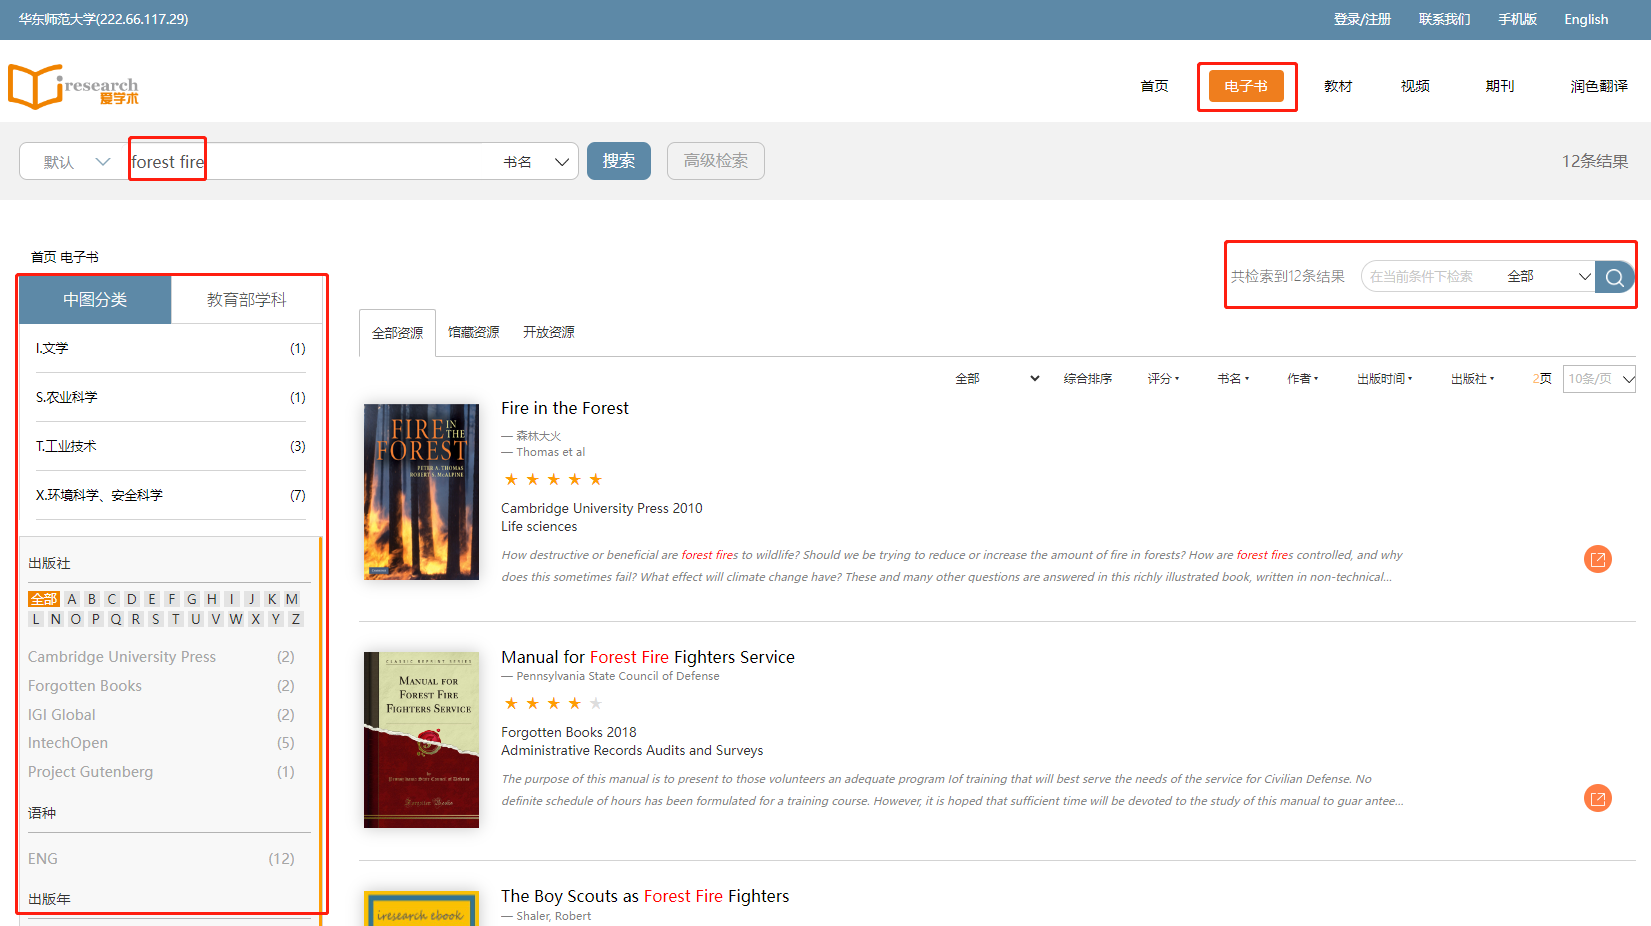 华东师范大学(222.66.117.29)
登录/注册 联系我们 手机版 English
iresearch
爱学术
首页 电子书 教材 视频 期刊 润色翻译
默认 forest fire 书名 搜索 高级检索 12条结果
首页 电子书
共检索到12条结果 在当前条件下检索 全部
中图分类 教育部学科
I.文学 (1)
S.农业科学 (1)
T.工业技术 (3)
X.环境科学、安全科学 (7)
出版社
全部 A B C D E F G H I J K M
L N O P Q R S T U V W X Y Z
Cambridge University Press (2)
Forgotten Books (2)
IGI Global (2)
IntechOpen (5)
Project Gutenberg (1)
语种
ENG (12)
出版年
全部资源 馆藏资源 开放资源
全部 综合排序 评分 书名 作者 出版时间 出版社 2页 10条/页
FIRE IN
THE
FOREST
PETER A. THOMAS
ROBERT S. McALPINE
Fire in the Forest
— 森林大火
— Thomas et al
Cambridge University Press 2010
Life sciences
How destructive or beneficial are forest fires to wildlife? Should we be trying to reduce or increase the amount of fire in forests? How are forest fires controlled, and why
does this sometimes fail? What effect will climate change have? These and many other questions are answered in this richly illustrated book, written in non-technical...
CLASSIC REPRINT SERIES
MANUAL FOR
FOREST FIRE
FIGHTERS SERVICE
by
Pennsylvania State Council of Defense
Forgotten Books
Manual for Forest Fire Fighters Service
— Pennsylvania State Council of Defense
Forgotten Books 2018
Administrative Records Audits and Surveys
The purpose of this manual is to present to those volunteers an adequate program Iof training that will best serve the needs of the service for Civilian Defense. No
definite schedule of hours has been formulated for a training course. However, it is hoped that sufficient time will be devoted to the study of this manual to guar antee...
iresearch ebook
The Boy Scouts as Forest Fire Fighters
— Shaler, Robert